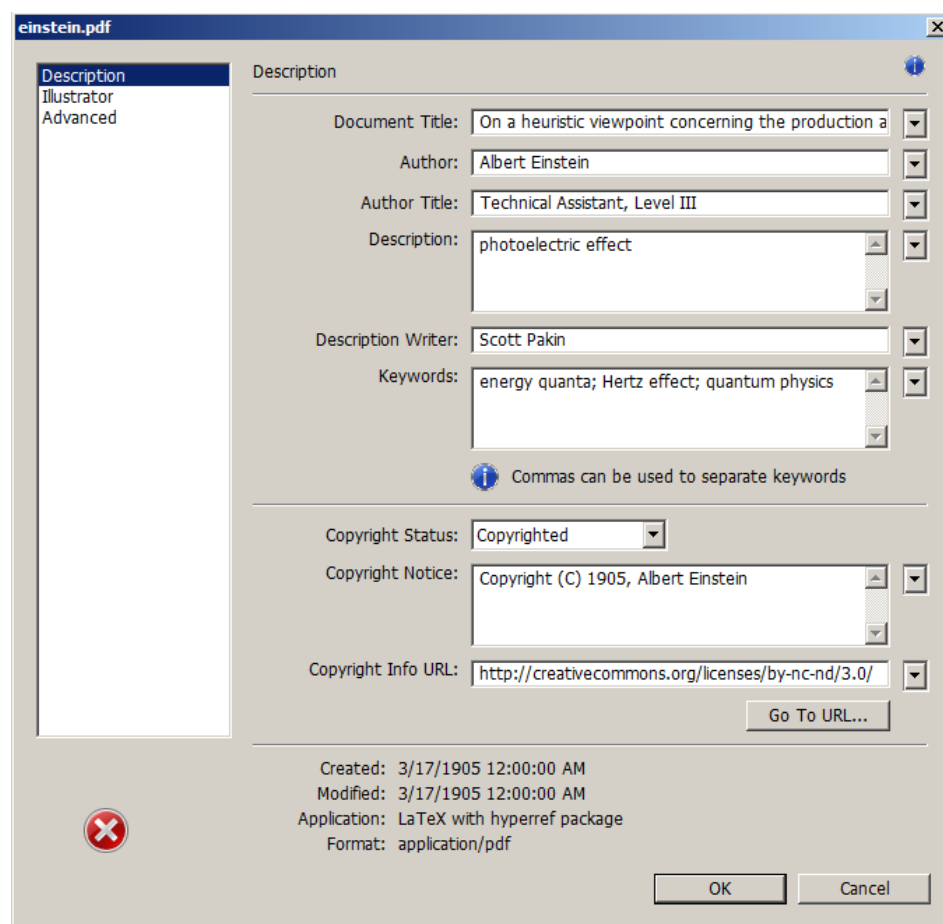 einstein.pdf
Description
Illustrator
Advanced
Description
Document Title: On a heuristic viewpoint concerning the production a
Author: Albert Einstein
Author Title: Technical Assistant, Level III
Description: photoelectric effect
Description Writer: Scott Pakin
Keywords: energy quanta; Hertz effect; quantum physics
Commas can be used to separate keywords
Copyright Status: Copyrighted
Copyright Notice: Copyright (C) 1905, Albert Einstein
Copyright Info URL: http://creativecommons.org/licenses/by-nc-nd/3.0/
Go To URL...
Created: 3/17/1905 12:00:00 AM
Modified: 3/17/1905 12:00:00 AM
Application: LaTeX with hyperref package
Format: application/pdf
OK Cancel